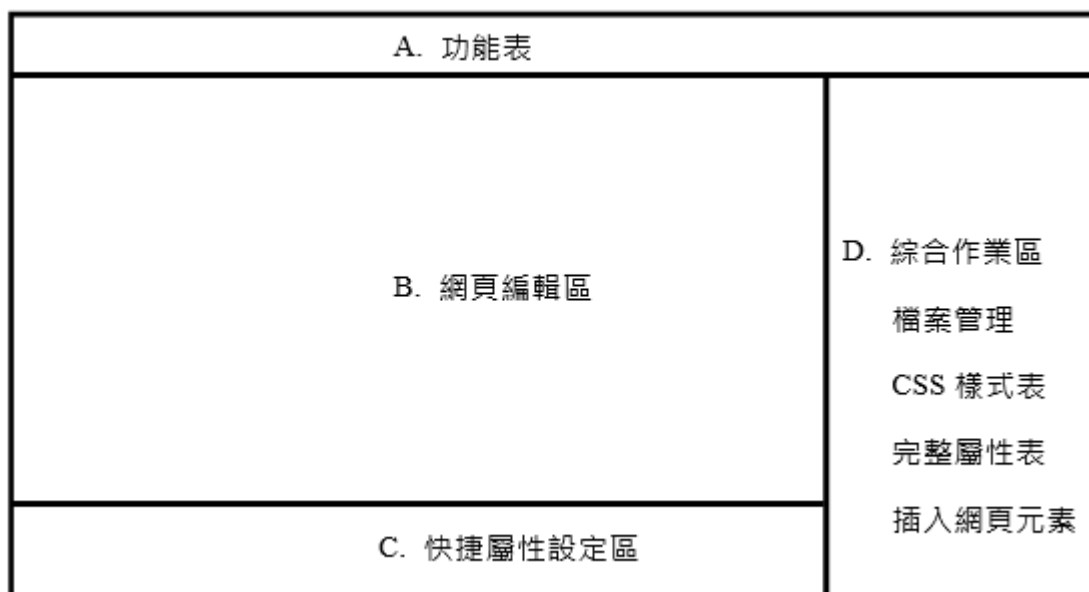 A. 功能表
B. 網頁編輯區
C. 快捷屬性設定區
D. 綜合作業區
檔案管理
CSS 樣式表
完整屬性表
插入網頁元素